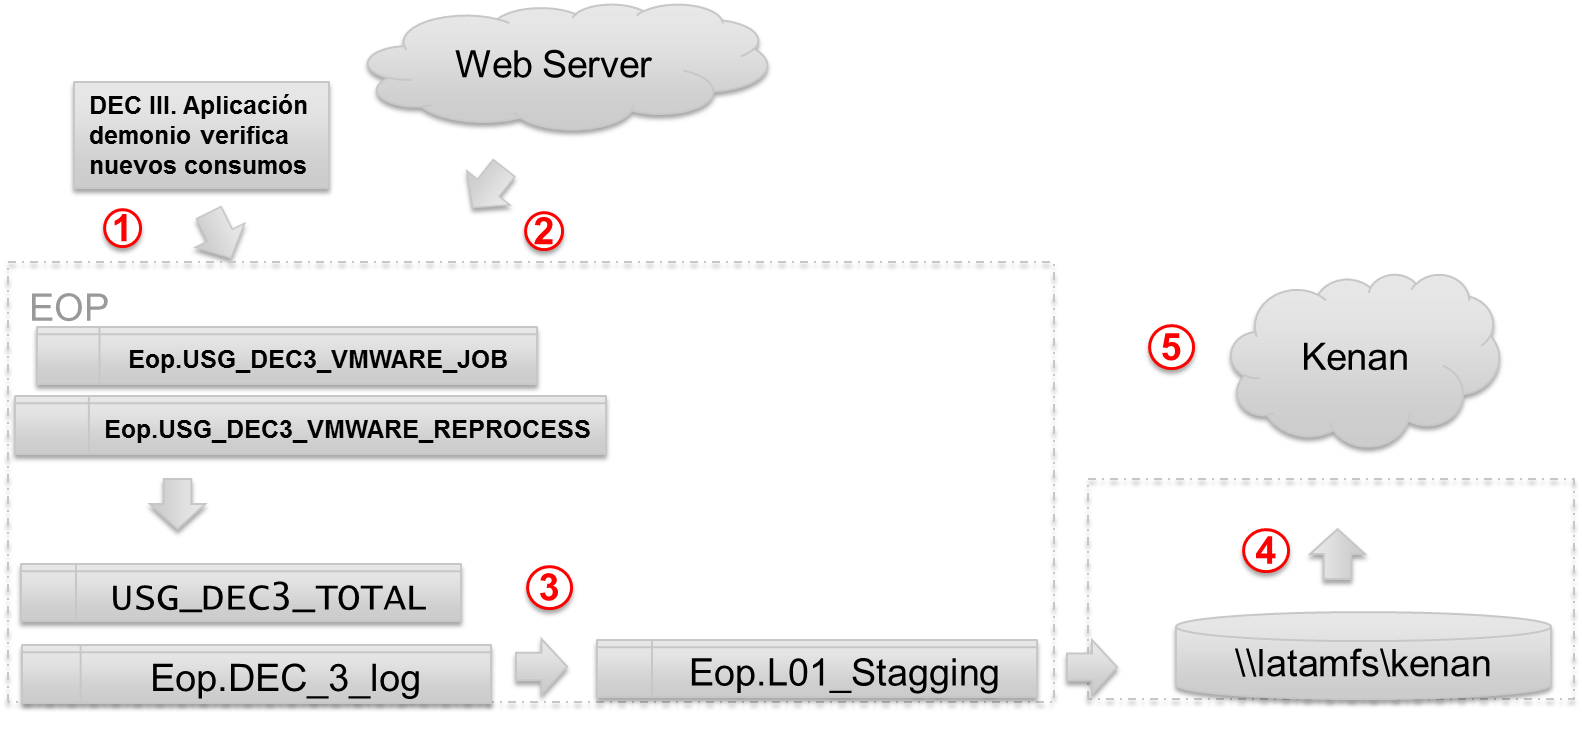 Web Server
DEC III. Aplicación
demonio verifica
nuevos consumos
1
2
EOP
Eop.USG_DEC3_VMWARE_JOB
Eop.USG_DEC3_VMWARE_REPROCESS
5
Kenan
4
USG_DEC3_TOTAL
3
Eop.DEC_3_log
Eop.L01_Stagging
\\latamfs\kenan